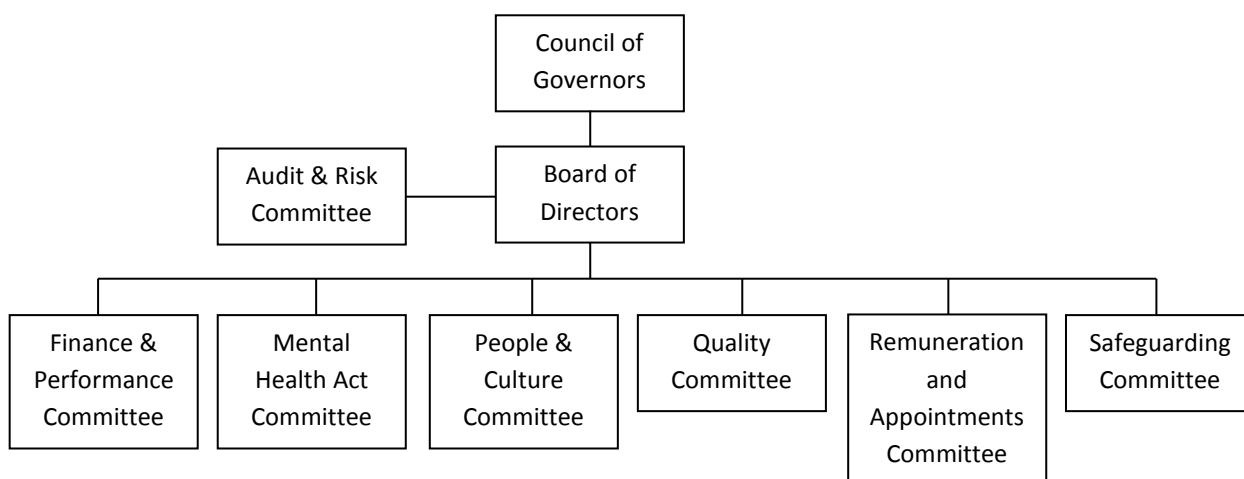 Council of
Governors
Audit & Risk
Committee
Board of
Directors
Finance &
Performance
Committee
Mental
Health Act
Committee
People &
Culture
Committee
Quality
Committee
Remuneration
and
Appointments
Committee
Safeguarding
Committee